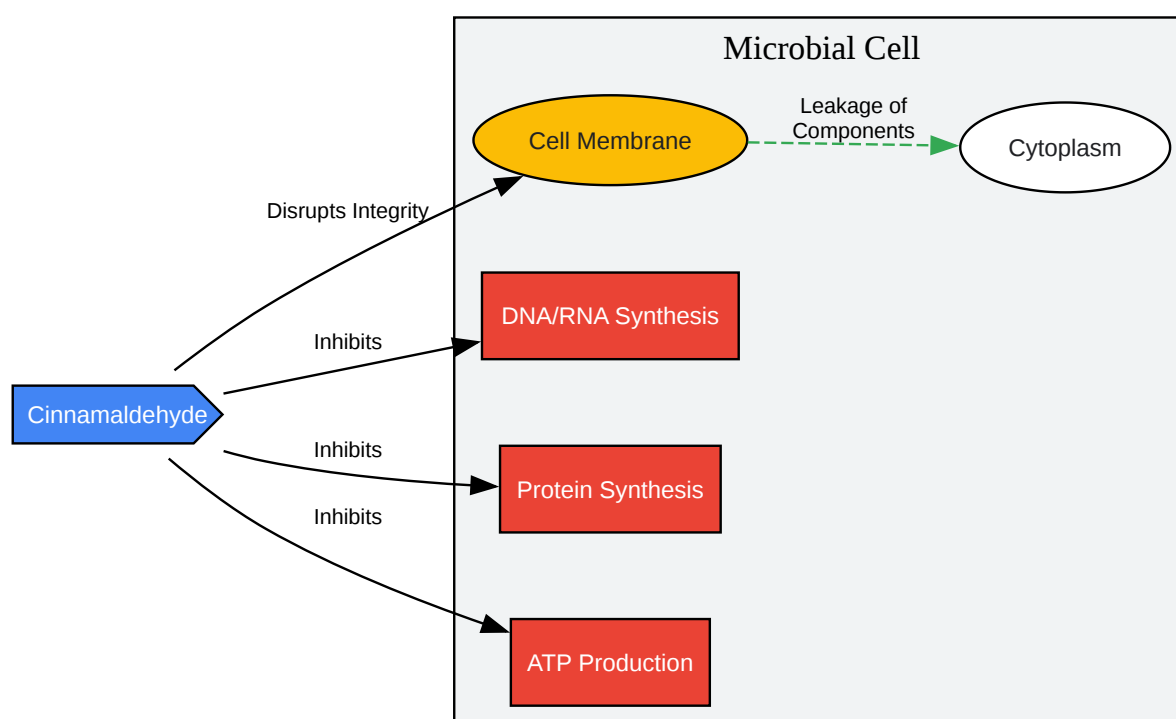 Microbial Cell
Leakage of
Components
Cell Membrane
Cytoplasm
Disrupts Integrity
DNA/RNA Synthesis
Inhibits
Cinnamaldehyde
Inhibits
Protein Synthesis
Inhibits
ATP Production